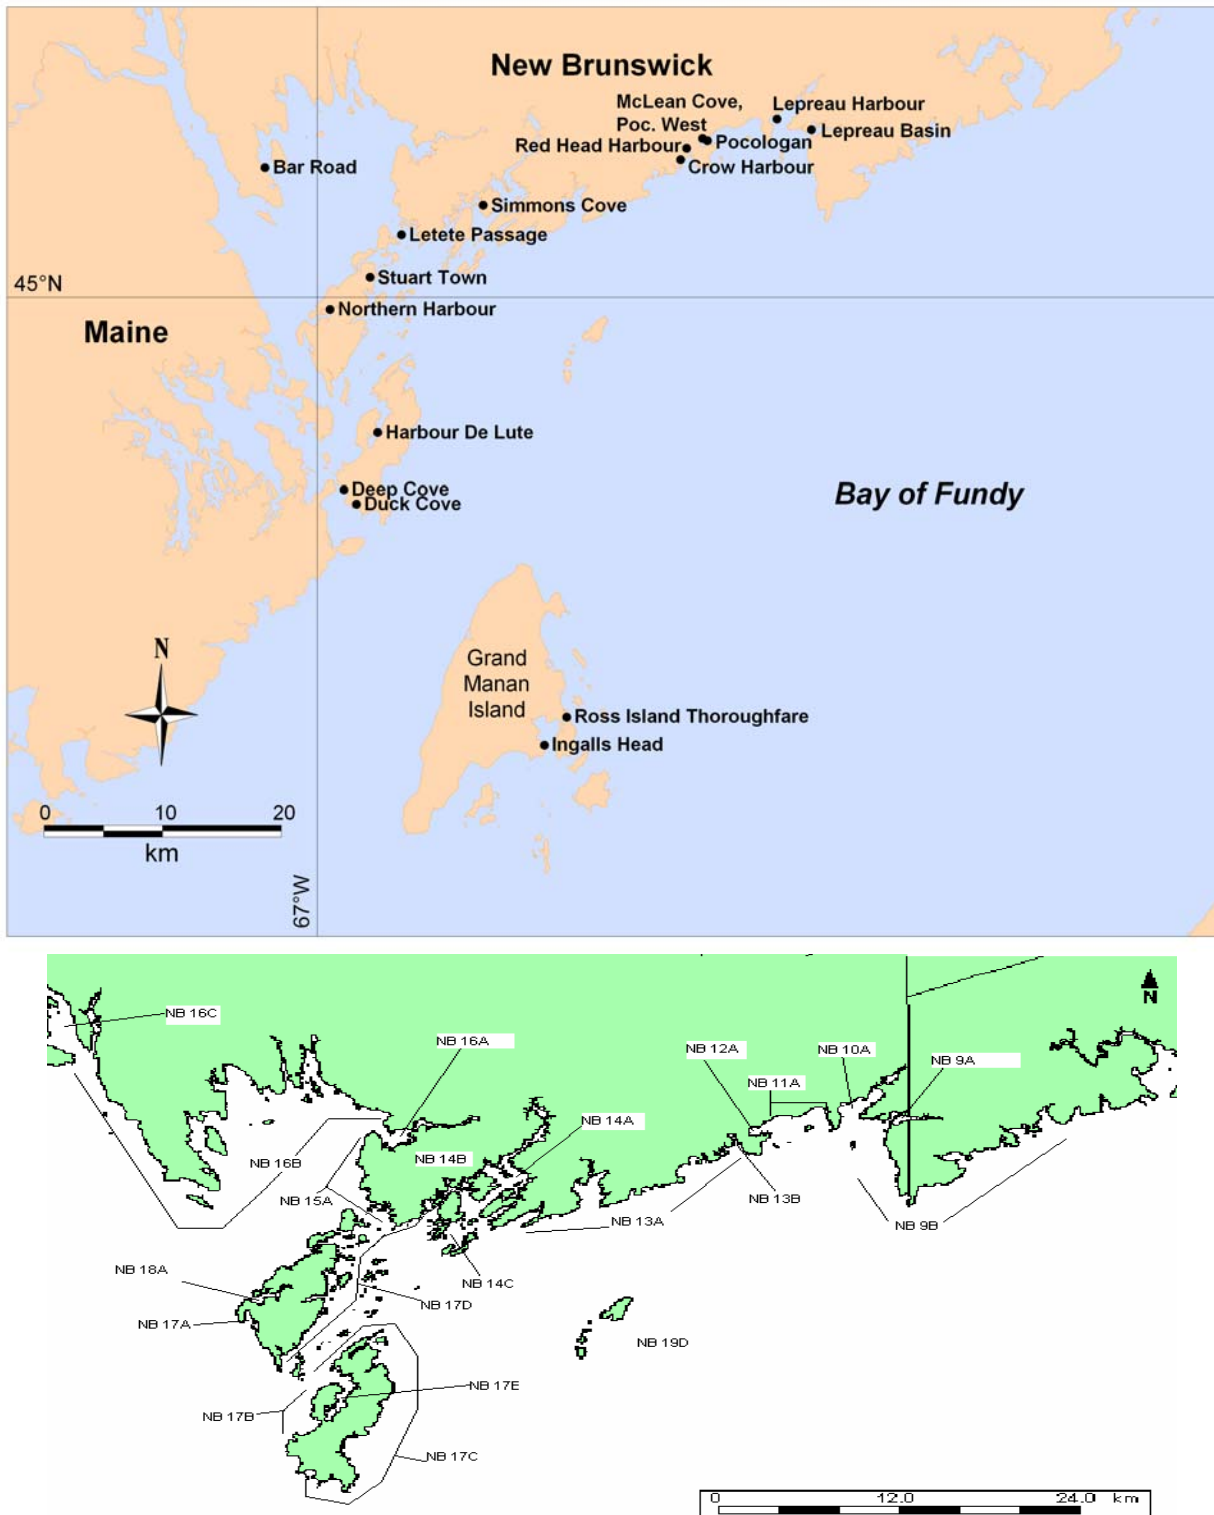 New Brunswick
McLean Cove,
Poc. West
Lepreau Harbour
Lepreau Basin
Red Head Harbour
Pocologan
Crow Harbour
Bar Road
Simmons Cove
Letete Passage
Stuart Town
45°N
Northern Harbour
Maine
Harbour De Lute
Deep Cove
Duck Cove
Bay of Fundy
N
Grand
Manan
Island
Ross Island Thoroughfare
Ingalls Head
0 10 20
km
67°W
N
NB 16C
NB 16A
NB 12A
NB 10A
NB 9A
NB 11A
NB 14A
NB 14B
NB 16B
NB 15A
NB 13B
NB 13A
NB 9B
NB 18A
NB 14C
NB 17D
NB 17A
NB 19D
NB 17E
NB 17B
NB 17C
0 12.0 24.0 km